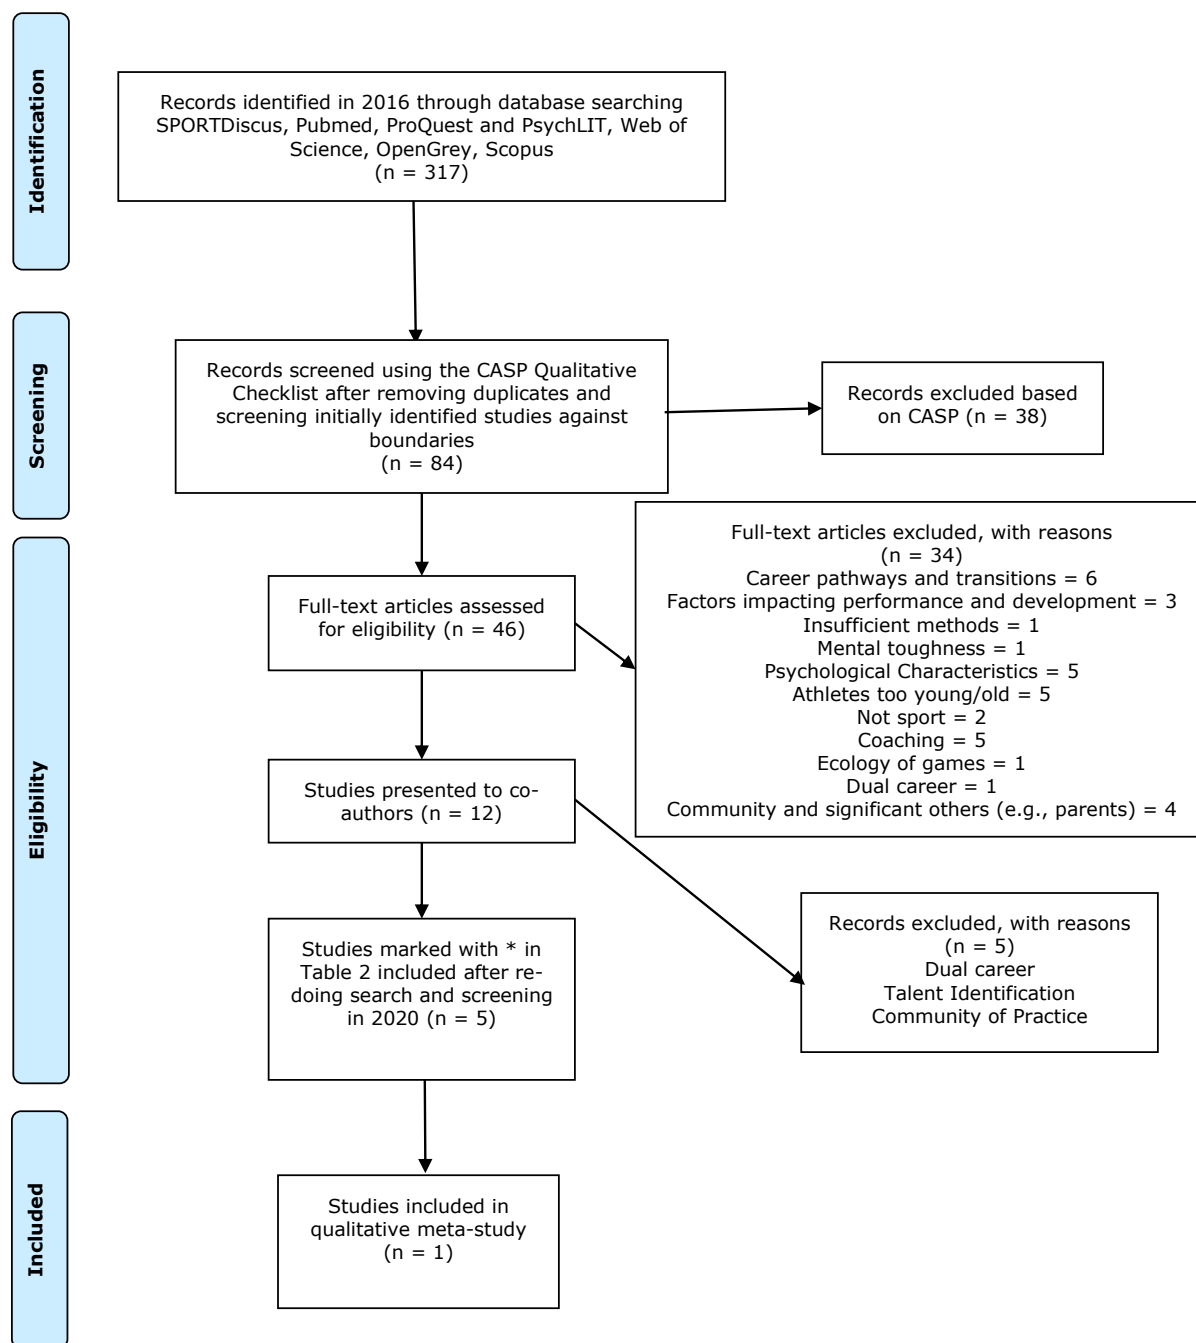 Identification
Records identified in 2016 through database searching
SPORTDiscus, Pubmed, ProQuest and PsychLIT, Web of
Science, OpenGrey, Scopus
(n = 317)
Screening
Records screened using the CASP Qualitative
Checklist after removing duplicates and
screening initially identified studies against
boundaries
(n = 84)
Records excluded based
on CASP (n = 38)
Eligibility
Full-text articles assessed
for eligibility (n = 46)
Full-text articles excluded, with reasons
(n = 34)
Career pathways and transitions = 6
Factors impacting performance and development = 3
Insufficient methods = 1
Mental toughness = 1
Psychological Characteristics = 5
Athletes too young/old = 5
Not sport = 2
Coaching = 5
Ecology of games = 1
Dual career = 1
Community and significant others (e.g., parents) = 4
Studies presented to co-
authors (n = 12)
Records excluded, with reasons
(n = 5)
Dual career
Talent Identification
Community of Practice
Studies marked with * in
Table 2 included after re-
doing search and screening
in 2020 (n = 5)
Included
Studies included in
qualitative meta-study
(n = 1)